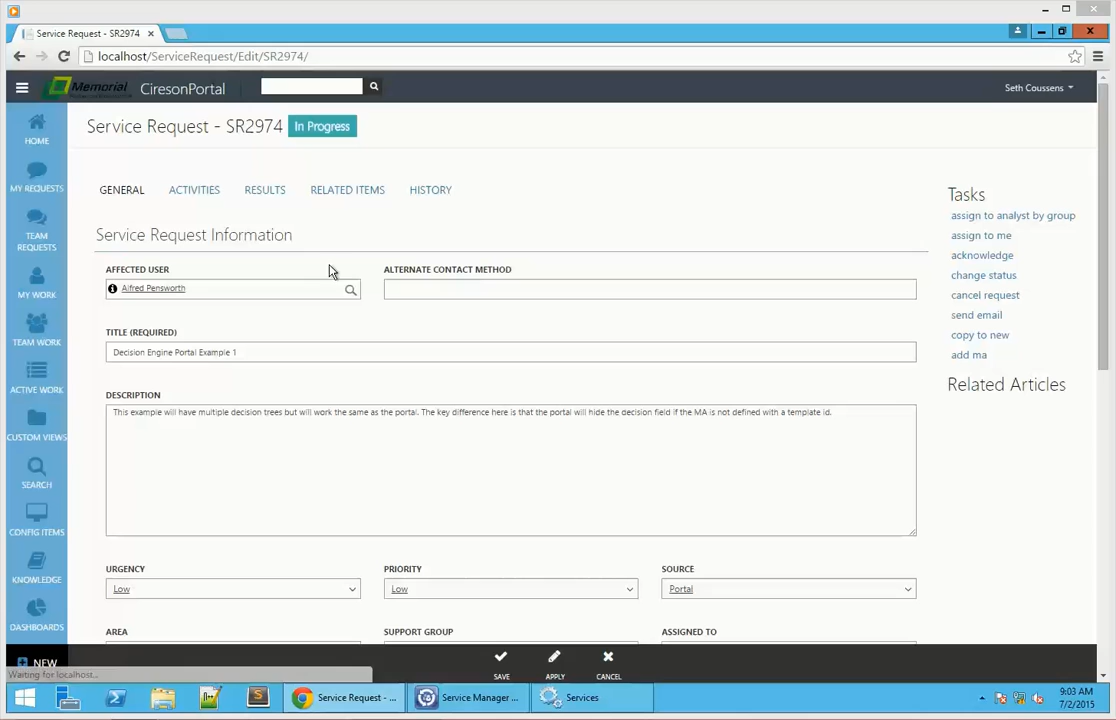 Service Request - SR2974
localhost/ServiceRequest/Edit/SR2974/
Memorial
CiresonPortal
Seth Coussens
HOME
MY REQUESTS
TEAM
REQUESTS
MY WORK
TEAM WORK
ACTIVE WORK
CUSTOM VIEWS
SEARCH
CONFIG ITEMS
KNOWLEDGE
DASHBOARDS
NEW
Service Request - SR2974 In Progress
GENERAL ACTIVITIES RESULTS RELATED ITEMS HISTORY
Service Request Information
AFFECTED USER ALTERNATE CONTACT METHOD
Alfred Pensworth
TITLE (REQUIRED)
Decision Engine Portal Example 1
DESCRIPTION
This example will have multiple decision trees but will work the same as the portal. The key difference here is that the portal will hide the decision field if the MA is not defined with a template id.
URGENCY PRIORITY SOURCE
Low Low Portal
AREA SUPPORT GROUP ASSIGNED TO
Tasks
assign to analyst by group
assign to me
acknowledge
change status
cancel request
send email
copy to new
add ma
Related Articles
SAVE APPLY CANCEL
Waiting for localhost...
Service Request - ... Service Manager ... Services
9:03 AM
7/2/2015